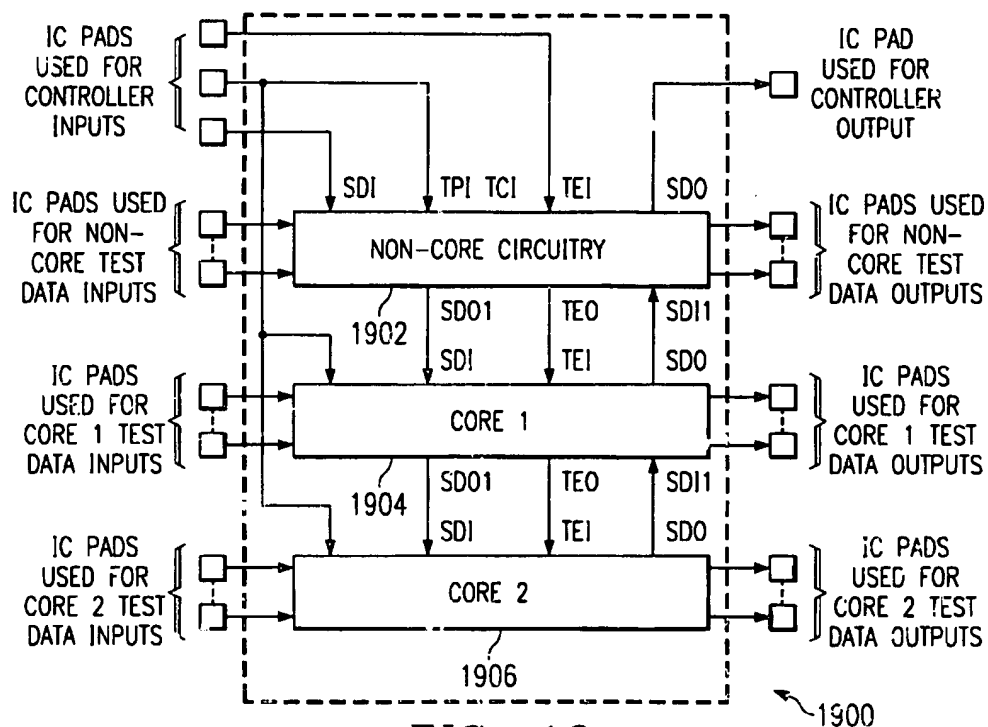 IC PADS
USED FOR
CONTROLLER
INPUTS
IC PAD
USED FOR
CONTROLLER
OUTPUT
SDI
TPI TCI
TEI
SDO
IC PADS USED
FOR NON-
CORE TEST
DATA INPUTS
NON-CORE CIRCUITRY
IC PADS USED
FOR NON-
CORE TEST
DATA OUTPUTS
1902
SDO1
TEO
SDI1
SDI
TEI
SDO
IC PADS
USED FOR
CORE 1 TEST
DATA INPUTS
CORE 1
IC PADS
USED FOR
CORE 1 TEST
DATA OUTPUTS
1904
SDO1
TEO
SDI1
SDI
TEI
SDO
IC PADS
USED FOR
CORE 2 TEST
DATA INPUTS
CORE 2
IC PADS
USED FOR
CORE 2 TEST
DATA OUTPUTS
1906
1900